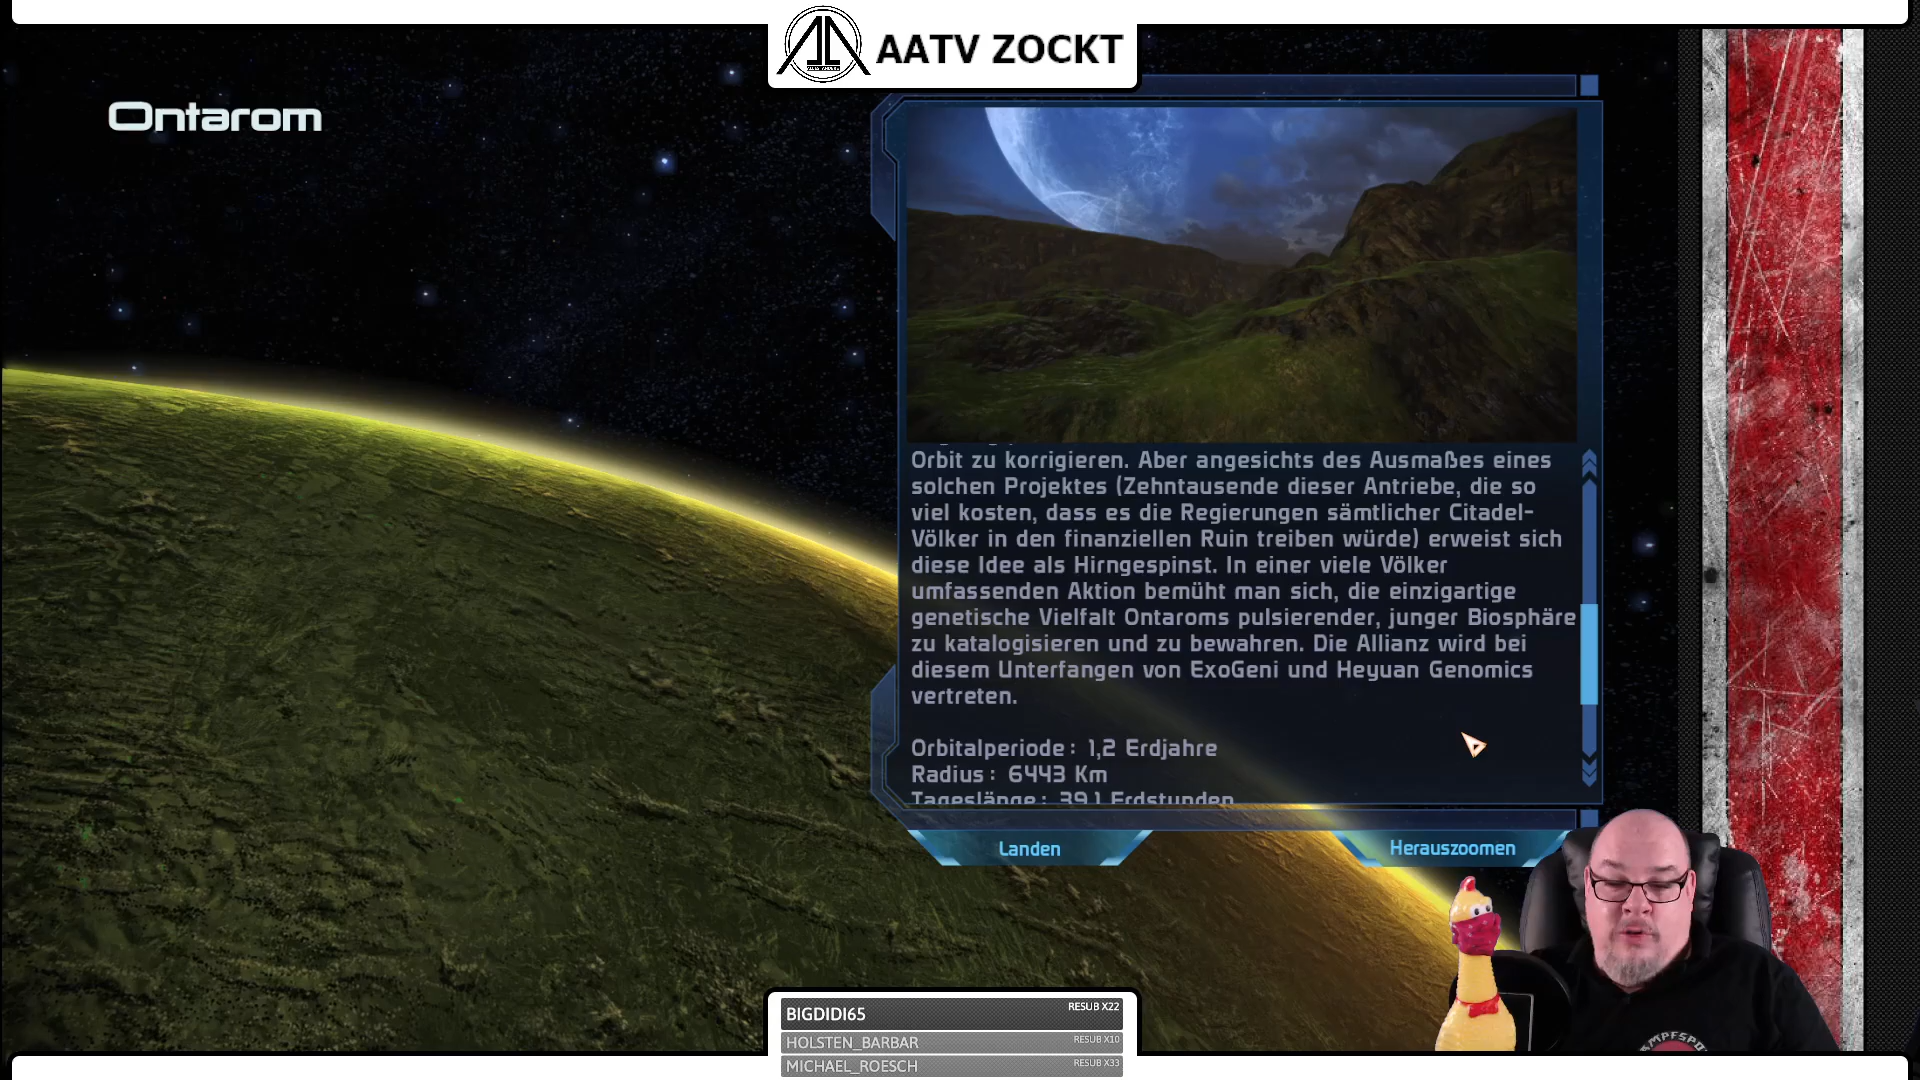 AATV ZOCKT
Ontarom
Orbit zu korrigieren. Aber angesichts des Ausmaßes eines
solchen Projektes (Zehntausende dieser Antriebe, die so
viel kosten, dass es die Regierungen sämtlicher Citadel-
Völker in den finanziellen Ruin treiben würde) erweist sich
diese Idee als Hirngespinst. In einer viele Völker
umfassenden Aktion bemüht man sich, die einzigartige
genetische Vielfalt Ontaroms pulsierender, junger Biosphäre
zu katalogisieren und zu bewahren. Die Allianz wird bei
diesem Unterfangen von ExoGeni und Heyuan Genomics
vertreten.
Orbitalperiode: 1,2 Erdjahre
Radius: 6443 Km
Tageslänge: 39,1 Erdstunden
Landen
Herauszoomen
BIGDIDI65 RESUB X22
HOLSTEN_BARBAR RESUB X10
MICHAEL_ROESCH RESUB X33